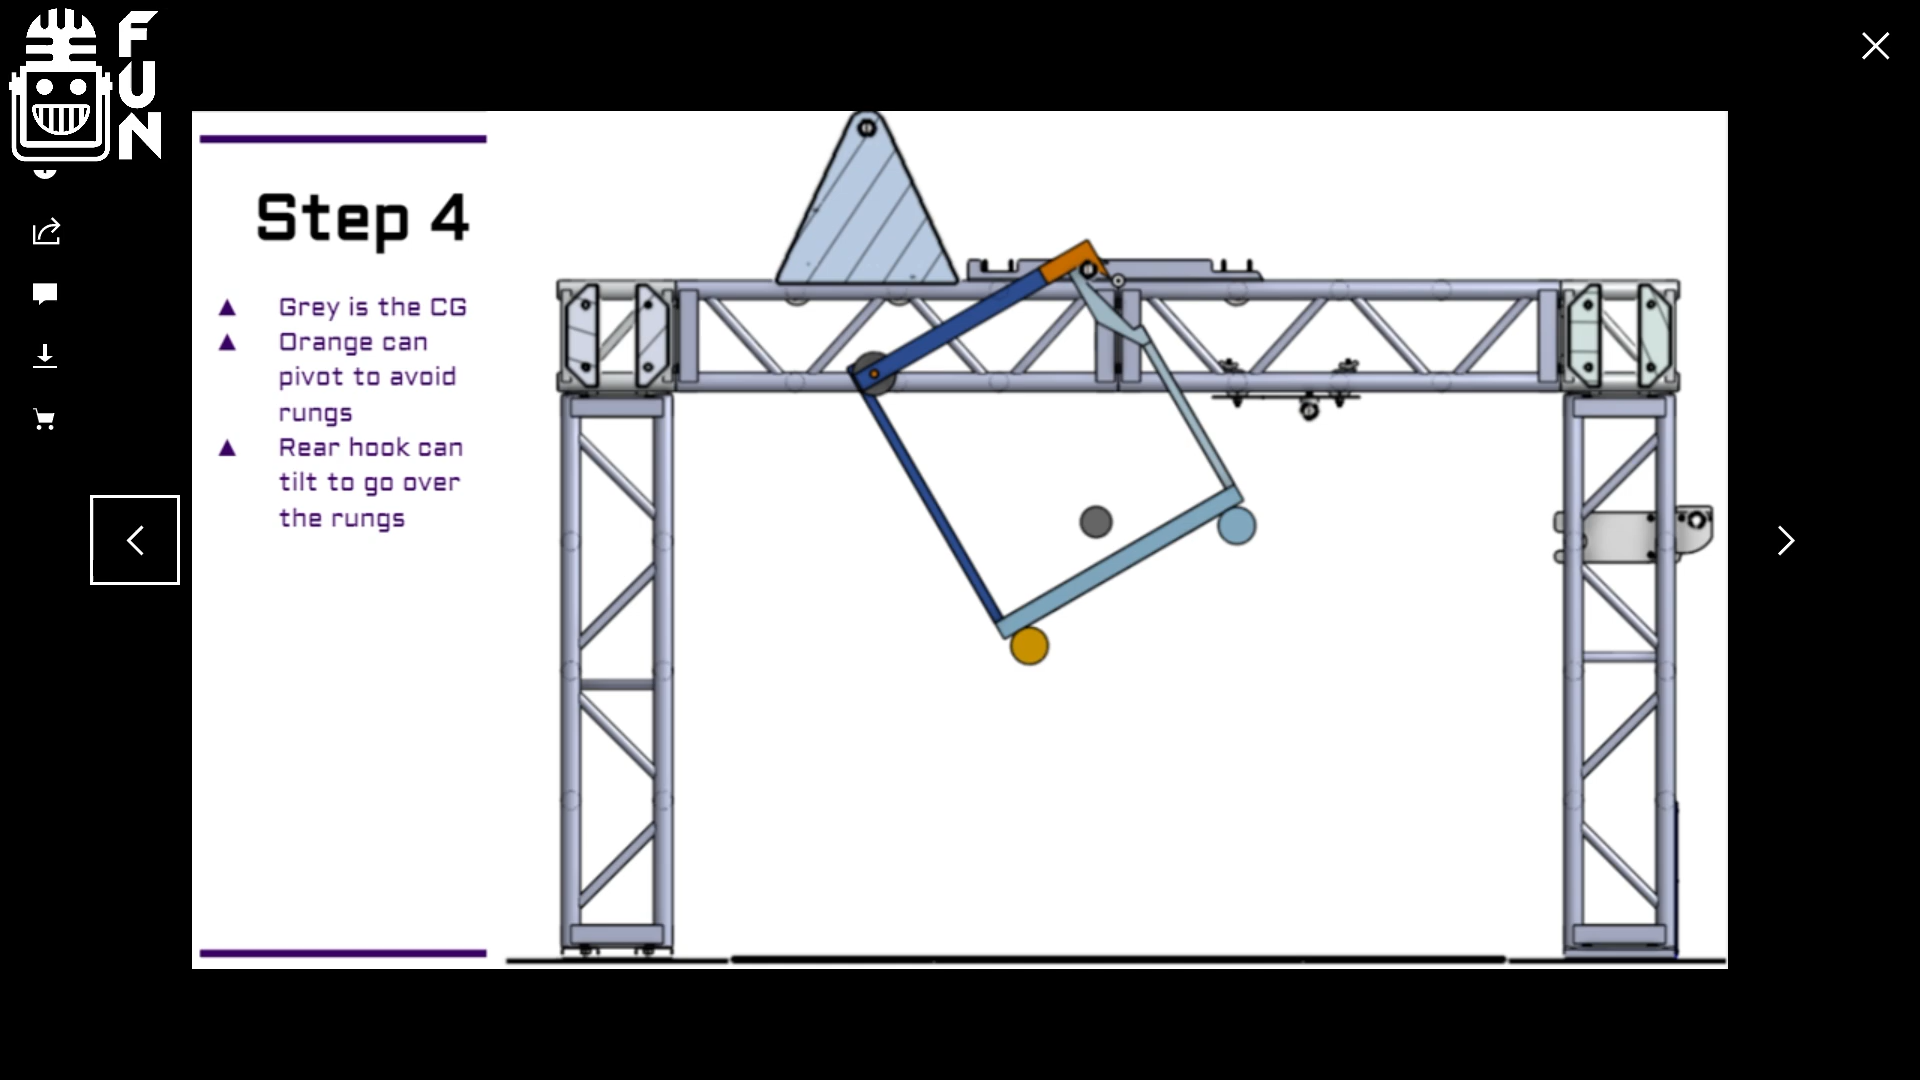 FUN
Step 4
▲ Grey is the CG
▲ Orange can
pivot to avoid
rungs
▲ Rear hook can
tilt to go over
the rungs